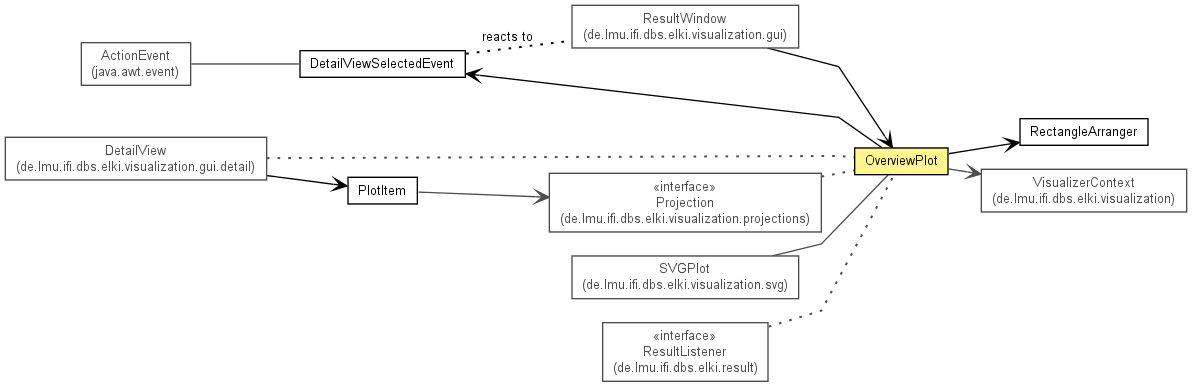 ResultWindow
(de.lmu.ifi.dbs.elki.visualization.gui)
reacts to
ActionEvent
(java.awt.event)
DetailViewSelectedEvent
RectangleArranger
DetailView
(de.lmu.ifi.dbs.elki.visualization.gui.detail)
OverviewPlot
PlotItem
«interface»
Projection
(de.lmu.ifi.dbs.elki.visualization.projections)
VisualizerContext
(de.lmu.ifi.dbs.elki.visualization)
SVGPlot
(de.lmu.ifi.dbs.elki.visualization.svg)
«interface»
ResultListener
(de.lmu.ifi.dbs.elki.result)